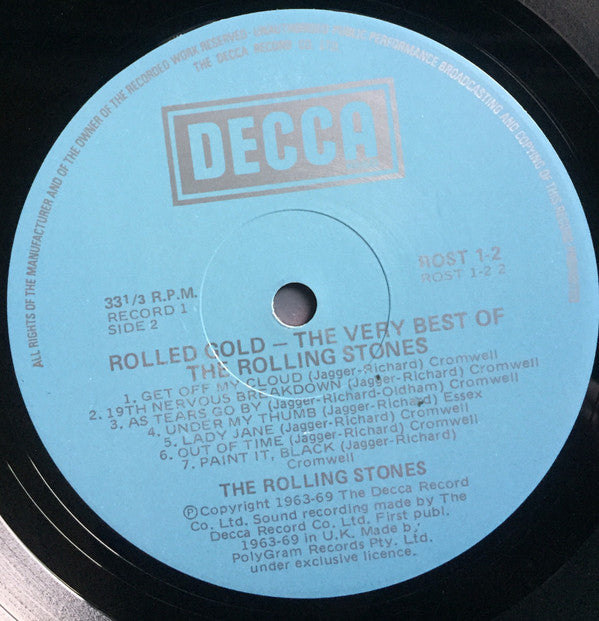 ALL RIGHTS OF THE MANUFACTURER AND OF THE OWNER OF THE RECORDED WORK RESERVED · UNAUTHORISED PUBLIC PERFORMANCE BROADCASTING AND COPYING OF THIS RECORD
THE DECCA RECORD
DECCA
ROST 1-2
ROST 1-2 2
33 1/3 R.P.M.
RECORD 1
SIDE 2
ROLLED GOLD – THE VERY BEST OF
THE ROLLING STONES
1. GET OFF MY CLOUD (Jagger-Richard) Cromwell
2. 19TH NERVOUS BREAKDOWN (Jagger-Richard) Cromwell
3. AS TEARS GO BY (Jagger-Richard-Oldham) Cromwell
4. UNDER MY THUMB (Jagger-Richard) Essex
5. LADY JANE (Jagger-Richard) Cromwell
6. OUT OF TIME (Jagger-Richard) Cromwell
7. PAINT IT, BLACK (Jagger-Richard)
Cromwell
THE ROLLING STONES
Ⓟ Copyright 1963-69 The Decca Record
Co. Ltd. Sound recording made by The
Decca Record Co. Ltd. First publ.
1963-69 in U.K. Made by
PolyGram Records Pty. Ltd.
under exclusive licence.